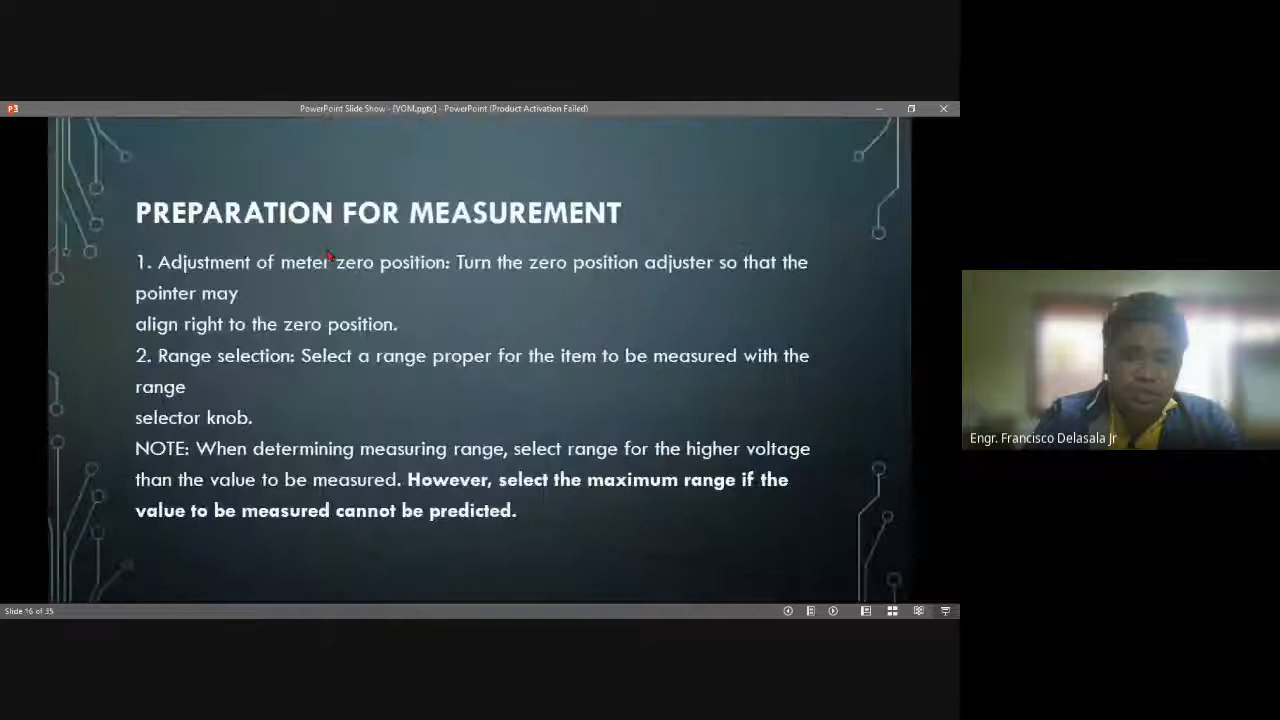 PowerPoint Slide Show - [VOM.pptx] - PowerPoint (Product Activation Failed)
PREPARATION FOR MEASUREMENT
1. Adjustment of meter zero position: Turn the zero position adjuster so that the
pointer may
align right to the zero position.
2. Range selection: Select a range proper for the item to be measured with the
range
selector knob.
NOTE: When determining measuring range, select range for the higher voltage
than the value to be measured. However, select the maximum range if the
value to be measured cannot be predicted.
Engr. Francisco Delasala Jr
Slide 16 of 35